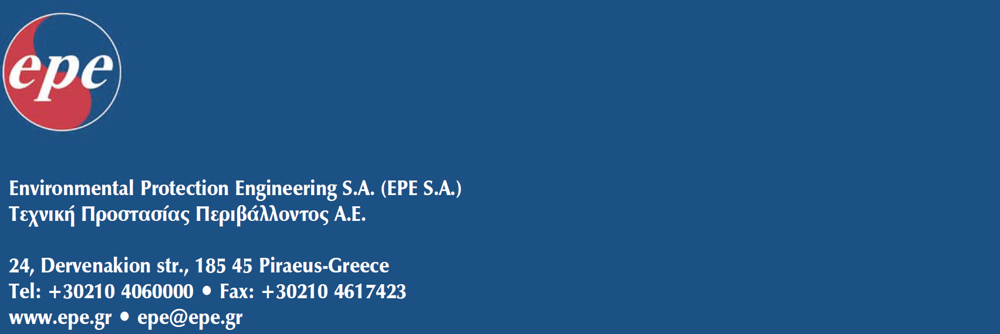 epe
Environmental Protection Engineering S.A. (EPE S.A.)
Τεχνική Προστασίας Περιβάλλοντος Α.Ε.
24, Dervenakion str., 185 45 Piraeus-Greece
Tel: +30210 4060000 • Fax: +30210 4617423
www.epe.gr • epe@epe.gr